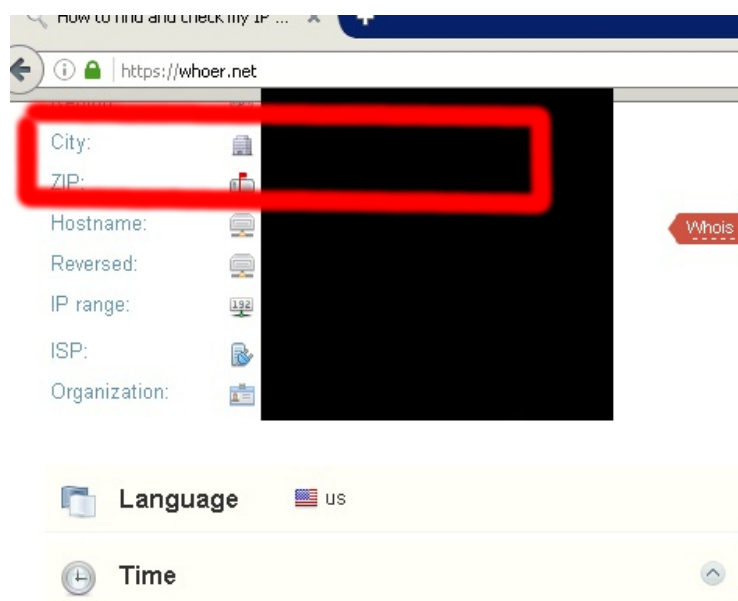 How to find and check my IP ...
https://whoer.net
City:
ZIP:
Hostname:
Whois
Reversed:
IP range:
192
ISP:
Organization:
Language us
Time